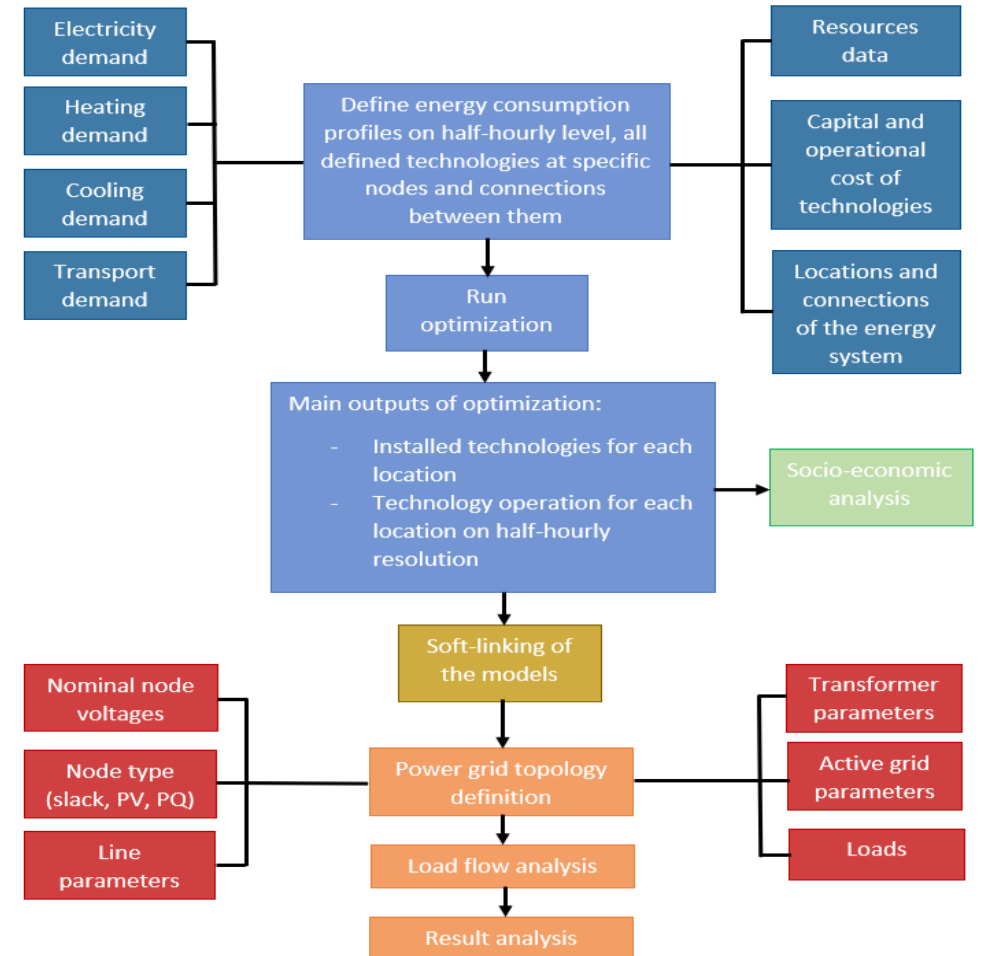 Electricity
demand
Heating
demand
Cooling
demand
Transport
demand
Define energy consumption
profiles on half-hourly level, all
defined technologies at specific
nodes and connections
between them
Resources
data
Capital and
operational
cost of
technologies
Locations and
connections
of the energy
system
Run
optimization
Main outputs of optimization:
- Installed technologies for each
location
- Technology operation for each
location on half-hourly
resolution
Socio-economic
analysis
Soft-linking of
the models
Nominal node
voltages
Node type
(slack, PV, PQ)
Line
parameters
Power grid topology
definition
Transformer
parameters
Active grid
parameters
Loads
Load flow analysis
Result analysis